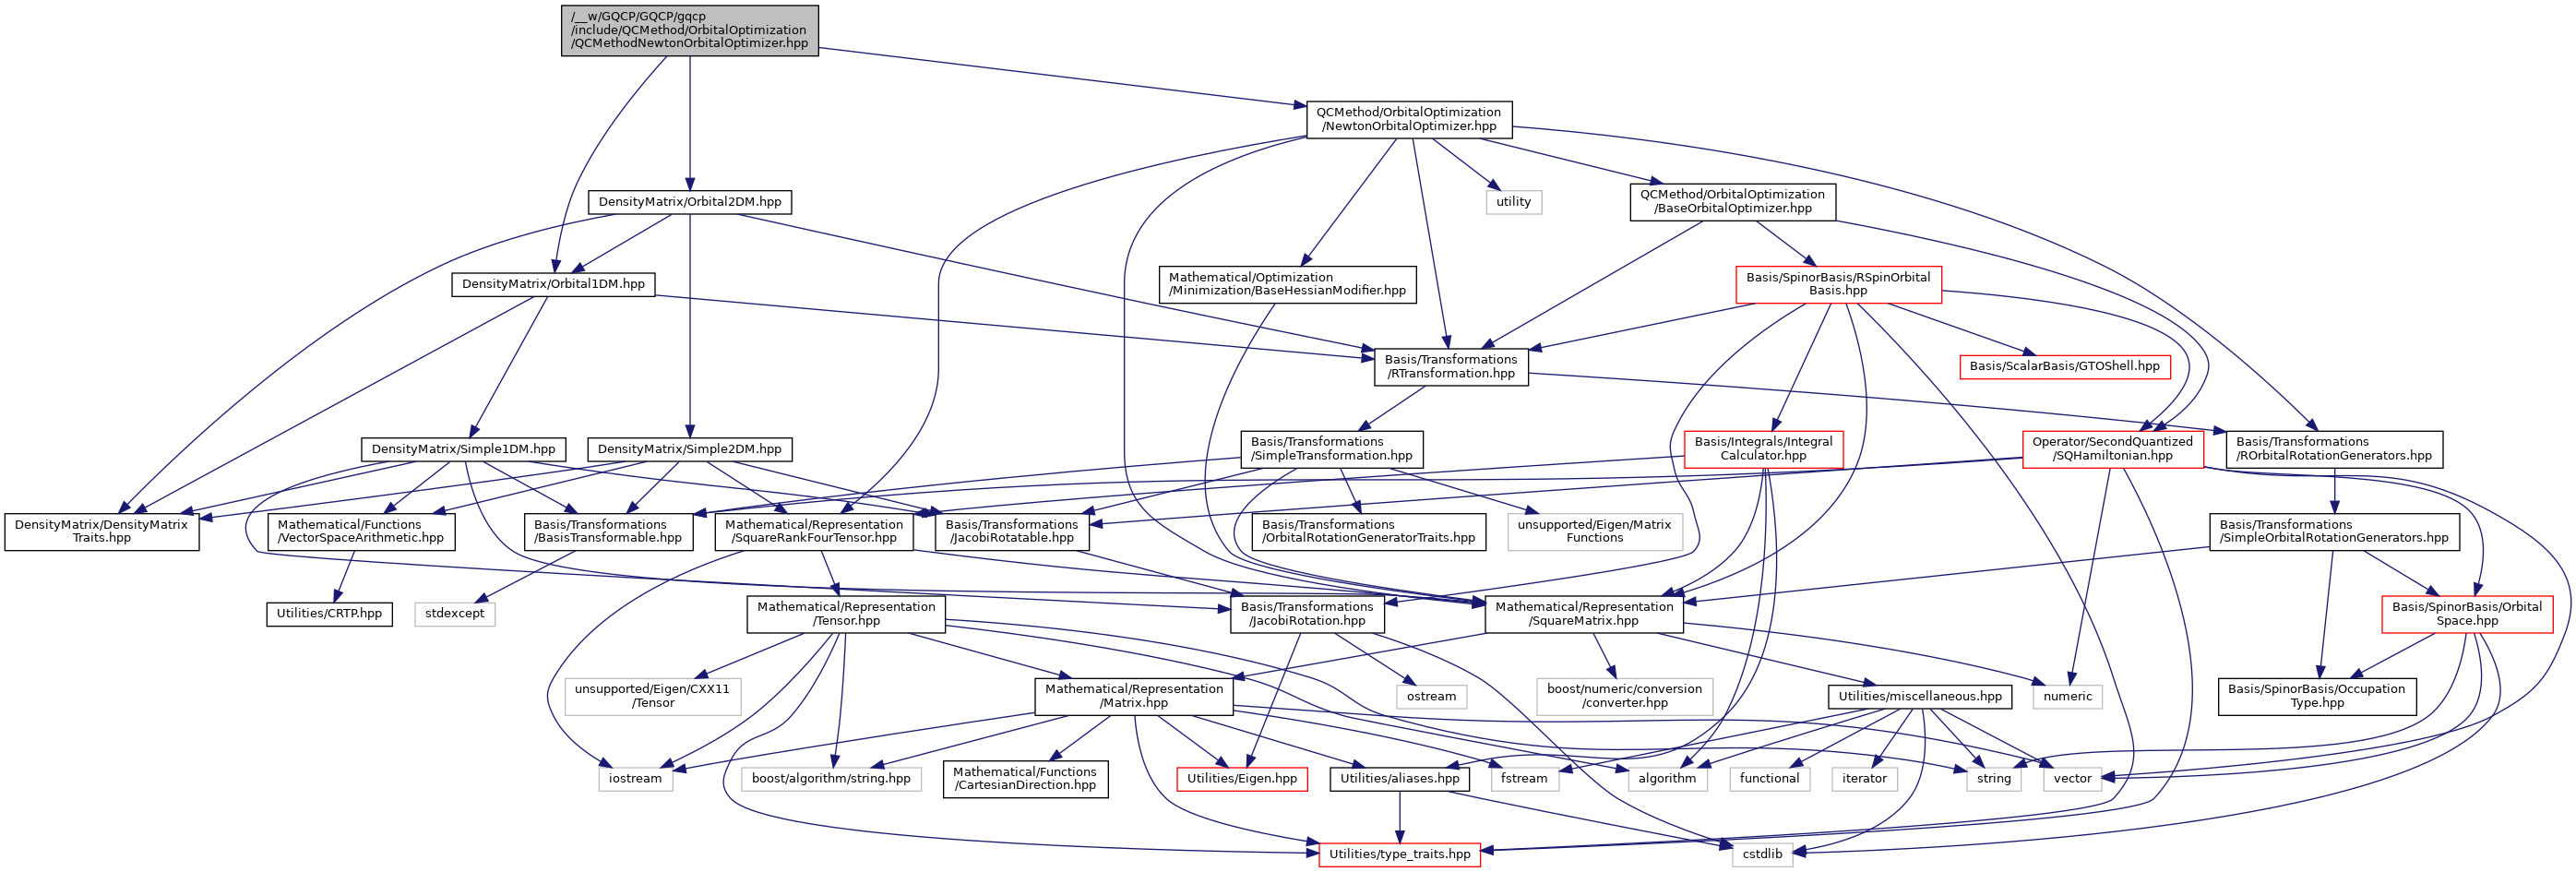 /__w/GQCP/GQCP/gqcp
/include/QCMethod/OrbitalOptimization
/QCMethodNewtonOrbitalOptimizer.hpp
QCMethod/OrbitalOptimization
/NewtonOrbitalOptimizer.hpp
DensityMatrix/Orbital2DM.hpp
utility
QCMethod/OrbitalOptimization
/BaseOrbitalOptimizer.hpp
DensityMatrix/Orbital1DM.hpp
Mathematical/Optimization
/Minimization/BaseHessianModifier.hpp
Basis/SpinorBasis/RSpinOrbital
Basis.hpp
Basis/Transformations
/RTransformation.hpp
Basis/ScalarBasis/GTOShell.hpp
DensityMatrix/Simple1DM.hpp
DensityMatrix/Simple2DM.hpp
Basis/Transformations
/SimpleTransformation.hpp
Basis/Integrals/Integral
Calculator.hpp
Operator/SecondQuantized
/SQHamiltonian.hpp
Basis/Transformations
/ROrbitalRotationGenerators.hpp
DensityMatrix/DensityMatrix
Traits.hpp
Mathematical/Functions
/VectorSpaceArithmetic.hpp
Basis/Transformations
/BasisTransformable.hpp
Mathematical/Representation
/SquareRankFourTensor.hpp
Basis/Transformations
/JacobiRotatable.hpp
Basis/Transformations
/OrbitalRotationGeneratorTraits.hpp
unsupported/Eigen/Matrix
Functions
Basis/Transformations
/SimpleOrbitalRotationGenerators.hpp
Utilities/CRTP.hpp
stdexcept
Mathematical/Representation
/Tensor.hpp
Basis/Transformations
/JacobiRotation.hpp
Mathematical/Representation
/SquareMatrix.hpp
Basis/SpinorBasis/Orbital
Space.hpp
unsupported/Eigen/CXX11
/Tensor
Mathematical/Representation
/Matrix.hpp
ostream
boost/numeric/conversion
/converter.hpp
Utilities/miscellaneous.hpp
numeric
Basis/SpinorBasis/Occupation
Type.hpp
iostream
boost/algorithm/string.hpp
Mathematical/Functions
/CartesianDirection.hpp
Utilities/Eigen.hpp
Utilities/aliases.hpp
fstream
algorithm
functional
iterator
string
vector
Utilities/type_traits.hpp
cstdlib